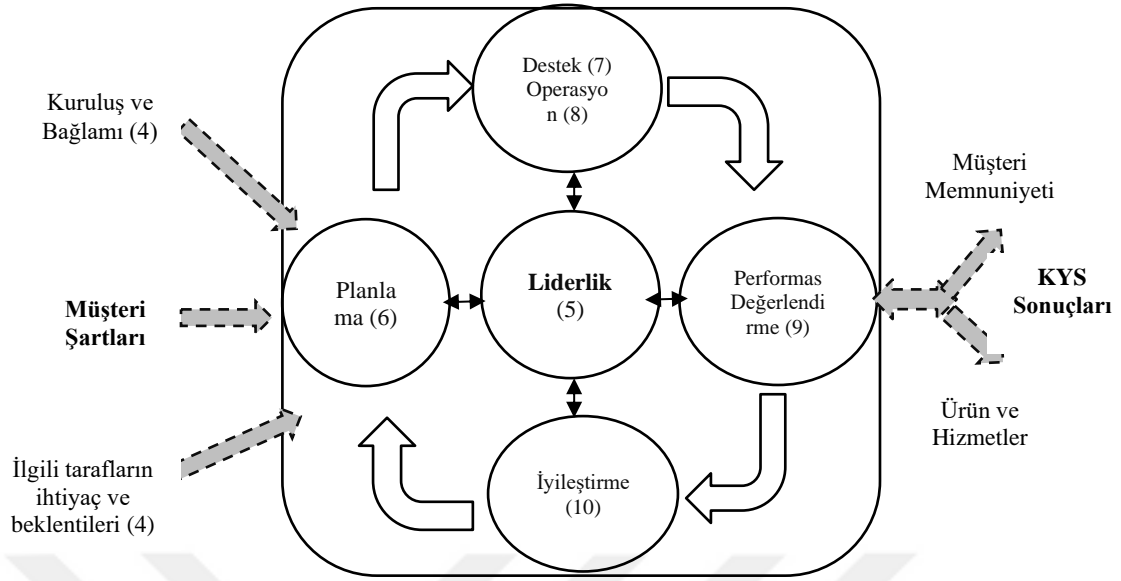 Destek (7)
Operasyo
n (8)
Kuruluş ve
Bağlamı (4)
Müşteri
Memnuniyeti
Müşteri
Şartları
Planla
ma (6)
Liderlik
(5)
Performas
Değerlendi
rme (9)
KYS
Sonuçları
Ürün ve
Hizmetler
İlgili tarafların
ihtiyaç ve
beklentileri (4)
İyileştirme
(10)